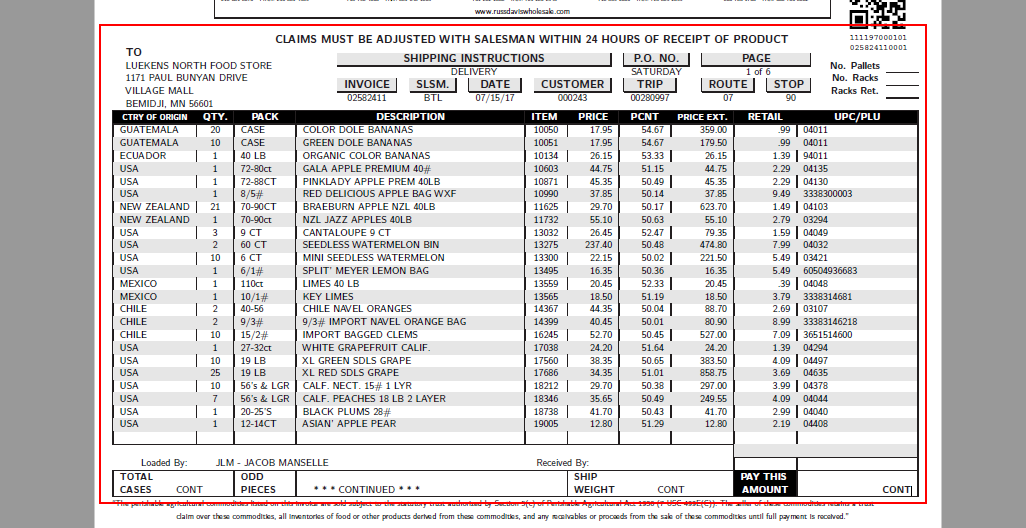 www.russdaviswholesale.com
CLAIMS MUST BE ADJUSTED WITH SALESMAN WITHIN 24 HOURS OF RECEIPT OF PRODUCT
111197000101
025824110001
TO
LUEKENS NORTH FOOD STORE
1171 PAUL BUNYAN DRIVE
VILLAGE MALL
BEMIDJI, MN 56601
SHIPPING INSTRUCTIONS P.O. NO. PAGE
DELIVERY SATURDAY 1 of 6
INVOICE SLSM. DATE CUSTOMER TRIP ROUTE STOP
02582411 BTL 07/15/17 000243 00280997 07 90
No. Pallets
No. Racks
Racks Ret.
CTRY OF ORIGIN QTY. PACK DESCRIPTION ITEM PRICE PCNT PRICE EXT. RETAIL UPC/PLU
GUATEMALA 20 CASE COLOR DOLE BANANAS 10050 17.95 54.67 359.00 .99 04011
GUATEMALA 10 CASE GREEN DOLE BANANAS 10051 17.95 54.67 179.50 .99 04011
ECUADOR 1 40 LB ORGANIC COLOR BANANAS 10134 26.15 53.33 26.15 1.39 94011
USA 1 72-80ct GALA APPLE PREMIUM 40# 10603 44.75 51.15 44.75 2.29 04135
USA 1 72-88CT PINKLADY APPLE PREM 40LB 10871 45.35 50.49 45.35 2.29 04130
USA 1 8/5# RED DELICIOUS APPLE BAG WXF 10990 37.85 50.14 37.85 9.49 3338300003
NEW ZEALAND 21 70-90CT BRAEBURN APPLE NZL 40LB 11625 29.70 50.17 623.70 1.49 04103
NEW ZEALAND 1 70-90ct NZL JAZZ APPLES 40LB 11732 55.10 50.63 55.10 2.79 03294
USA 3 9 CT CANTALOUPE 9 CT 13032 26.45 52.47 79.35 1.59 04049
USA 2 60 CT SEEDLESS WATERMELON BIN 13275 237.40 50.48 474.80 7.99 04032
USA 10 6 CT MINI SEEDLESS WATERMELON 13300 22.15 50.02 221.50 5.49 03421
USA 1 6/1# SPLIT' MEYER LEMON BAG 13495 16.35 50.36 16.35 5.49 60504936683
MEXICO 1 110ct LIMES 40 LB 13559 20.45 52.33 20.45 .39 04048
MEXICO 1 10/1# KEY LIMES 13565 18.50 51.19 18.50 3.79 3338314681
CHILE 2 40-56 CHILE NAVEL ORANGES 14367 44.35 50.04 88.70 2.69 03107
CHILE 2 9/3# 9/3# IMPORT NAVEL ORANGE BAG 14399 40.45 50.01 80.90 8.99 33383146218
CHILE 10 15/2# IMPORT BAGGED CLEMS 16245 52.70 50.45 527.00 7.09 3651514600
USA 1 27-32ct WHITE GRAPEFRUIT CALIF. 17038 24.20 51.64 24.20 1.39 04294
USA 10 19 LB XL GREEN SDLS GRAPE 17560 38.35 50.65 383.50 4.09 04497
USA 25 19 LB XL RED SDLS GRAPE 17686 34.35 51.01 858.75 3.69 04635
USA 10 56's & LGR CALF. NECT. 15# 1 LYR 18212 29.70 50.38 297.00 3.99 04378
USA 7 56's & LGR CALF. PEACHES 18 LB 2 LAYER 18346 35.65 50.49 249.55 4.09 04044
USA 1 20-25'S BLACK PLUMS 28# 18738 41.70 50.43 41.70 2.99 04040
USA 1 12-14CT ASIAN' APPLE PEAR 19005 12.80 51.29 12.80 2.19 04408
Loaded By: JLM - JACOB MANSELLE Received By:
TOTAL CASES CONT ODD PIECES * * * CONTINUED * * * SHIP WEIGHT CONT PAY THIS AMOUNT CONT
"The perishable agricultural commodities listed on this invoice are sold subject to the statutory trust authorized by Section 5(c) of Perishable Agricultural Act 1930 (7 USC 499E(C)). The seller of these commodities retains a trust
claim over these commodities, all inventories of food or other products derived from these commodities, and any receivables or proceeds from the sale of these commodities until full payment is received."